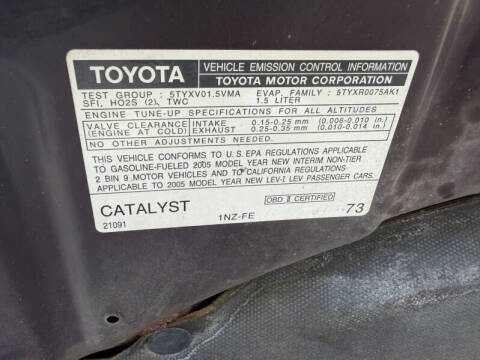 TOYOTA
VEHICLE EMISSION CONTROL INFORMATION
TOYOTA MOTOR CORPORATION
TEST GROUP : 5TYXV01.5VMA EVAP. FAMILY : 5TYXR0075AK1
SFI, HO2S (2), TWC 1.5 LITER
ENGINE TUNE-UP SPECIFICATIONS FOR ALL ALTITUDES
VALVE CLEARANCE INTAKE 0.15-0.25 mm (0.006-0.010 in.)
(ENGINE AT COLD) EXHAUST 0.25-0.35 mm (0.010-0.014 in.)
NO OTHER ADJUSTMENTS NEEDED.
THIS VEHICLE CONFORMS TO U.S. EPA REGULATIONS APPLICABLE
TO GASOLINE-FUELED 2005 MODEL YEAR NEW INTERIM NON-TIER
2 BIN 9 MOTOR VEHICLES AND TO CALIFORNIA REGULATIONS
APPLICABLE TO 2005 MODEL YEAR NEW LEV-I LEV PASSENGER CARS.
CATALYST
OBD II CERTIFIED
21091
1NZ-FE
73